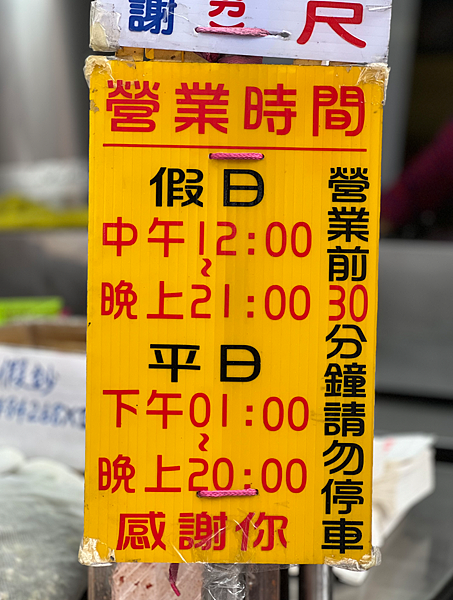 謝 尺
營業時間
假日
中午12:00
~
晚上21:00
平日
下午01:00
~
晚上20:00
感謝你
營業前30分鐘請勿停車